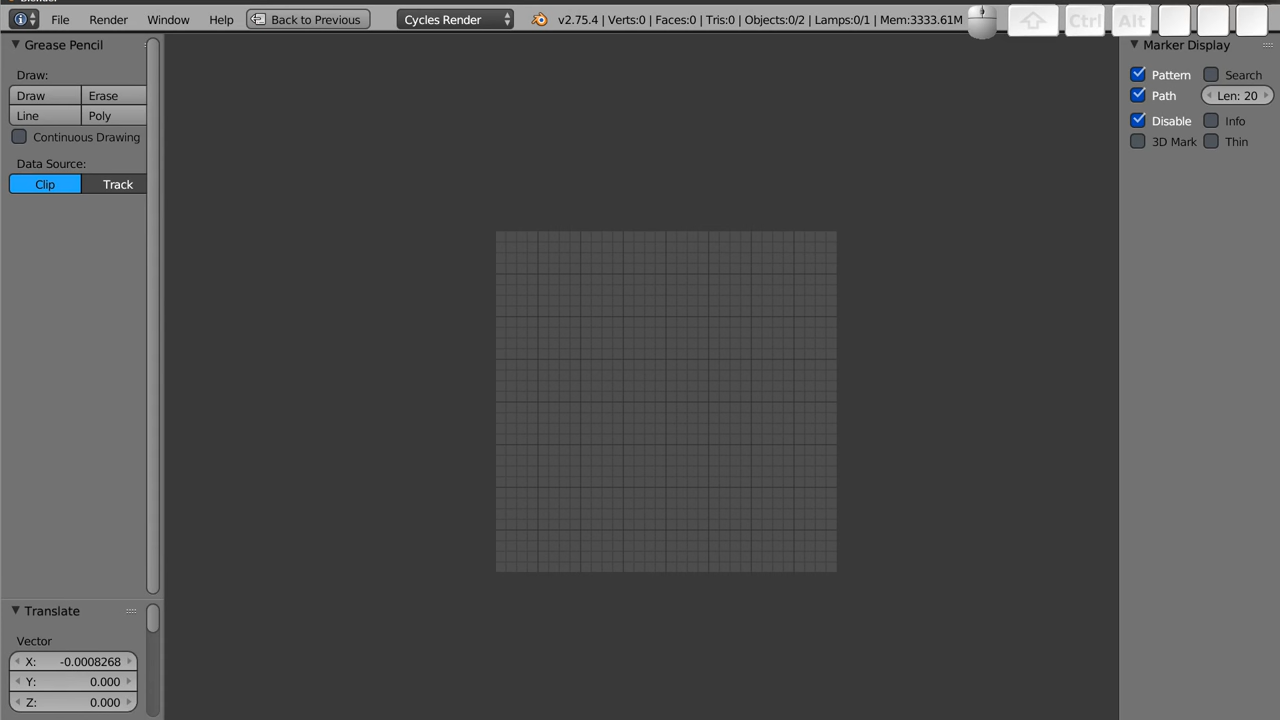 File Render Window Help Back to Previous Cycles Render v2.75.4 | Verts:0 | Faces:0 | Tris:0 | Objects:0/2 | Lamps:0/1 | Mem:3333.61M Ctrl Alt
Grease Pencil
Draw:
Draw Erase
Line Poly
Continuous Drawing
Data Source:
Clip Track
Translate
Vector
X: -0.0008268
Y: 0.000
Z: 0.000
Marker Display
Pattern Search
Path Len: 20
Disable Info
3D Mark Thin